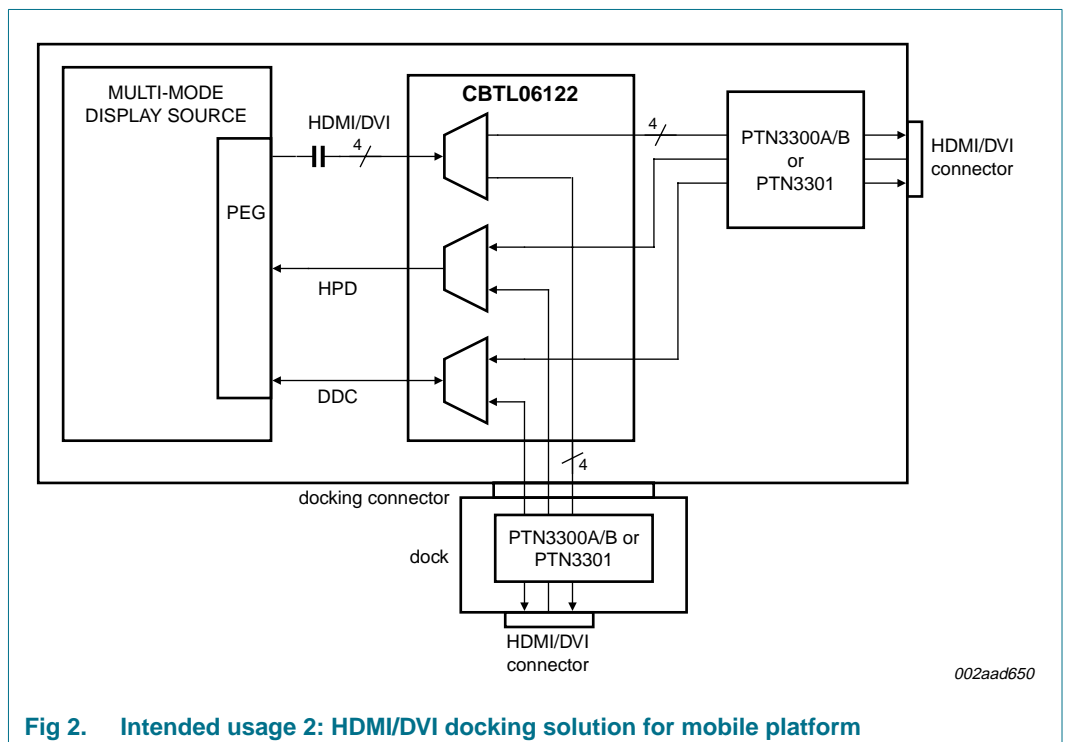 MULTI-MODE
DISPLAY SOURCE
PEG
HDMI/DVI
4
CBTL06122
4
PTN3300A/B
or
PTN3301
HDMI/DVI
connector
HPD
DDC
4
docking connector
dock
PTN3300A/B or
PTN3301
HDMI/DVI
connector
002aad650
Fig 2. Intended usage 2: HDMI/DVI docking solution for mobile platform